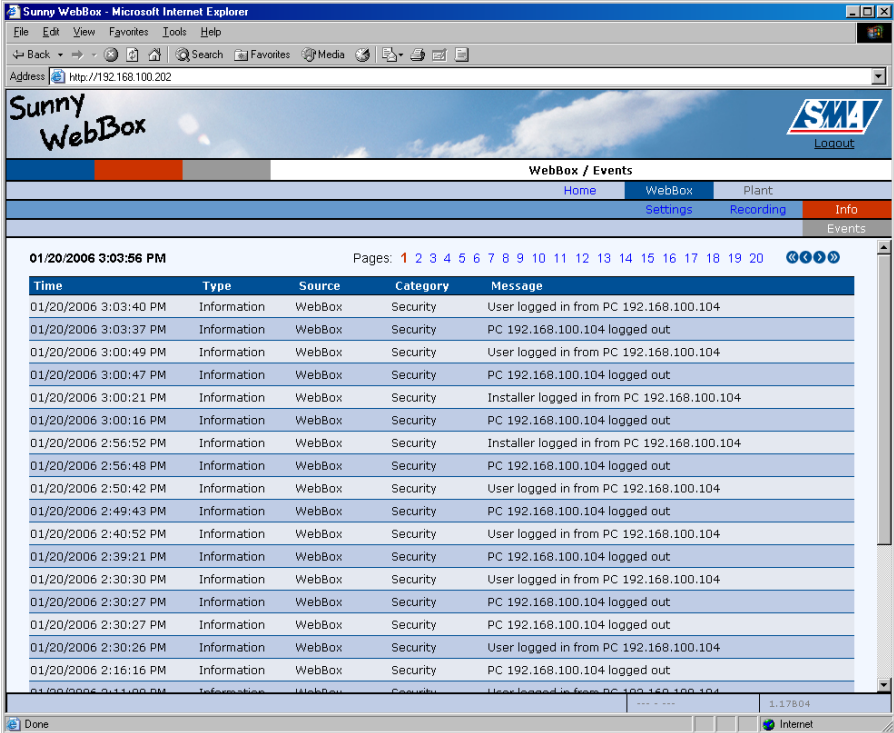 Sunny WebBox - Microsoft Internet Explorer
File Edit View Favorites Tools Help
Back Search Favorites Media
Address http://192.168.100.202
Sunny
WebBox
SMA
Logout
WebBox / Events
Home WebBox Plant
Settings Recording Info
Events
01/20/2006 3:03:56 PM Pages: 1 2 3 4 5 6 7 8 9 10 11 12 13 14 15 16 17 18 19 20
Time Type Source Category Message
01/20/2006 3:03:40 PM Information WebBox Security User logged in from PC 192.168.100.104
01/20/2006 3:03:37 PM Information WebBox Security PC 192.168.100.104 logged out
01/20/2006 3:00:49 PM Information WebBox Security User logged in from PC 192.168.100.104
01/20/2006 3:00:47 PM Information WebBox Security PC 192.168.100.104 logged out
01/20/2006 3:00:21 PM Information WebBox Security Installer logged in from PC 192.168.100.104
01/20/2006 3:00:16 PM Information WebBox Security PC 192.168.100.104 logged out
01/20/2006 2:56:52 PM Information WebBox Security Installer logged in from PC 192.168.100.104
01/20/2006 2:56:48 PM Information WebBox Security PC 192.168.100.104 logged out
01/20/2006 2:50:42 PM Information WebBox Security User logged in from PC 192.168.100.104
01/20/2006 2:49:43 PM Information WebBox Security PC 192.168.100.104 logged out
01/20/2006 2:40:52 PM Information WebBox Security User logged in from PC 192.168.100.104
01/20/2006 2:39:21 PM Information WebBox Security PC 192.168.100.104 logged out
01/20/2006 2:30:30 PM Information WebBox Security User logged in from PC 192.168.100.104
01/20/2006 2:30:27 PM Information WebBox Security PC 192.168.100.104 logged out
01/20/2006 2:30:27 PM Information WebBox Security PC 192.168.100.104 logged out
01/20/2006 2:30:26 PM Information WebBox Security User logged in from PC 192.168.100.104
01/20/2006 2:16:16 PM Information WebBox Security PC 192.168.100.104 logged out
--- - --- 1.17B04
Done Internet